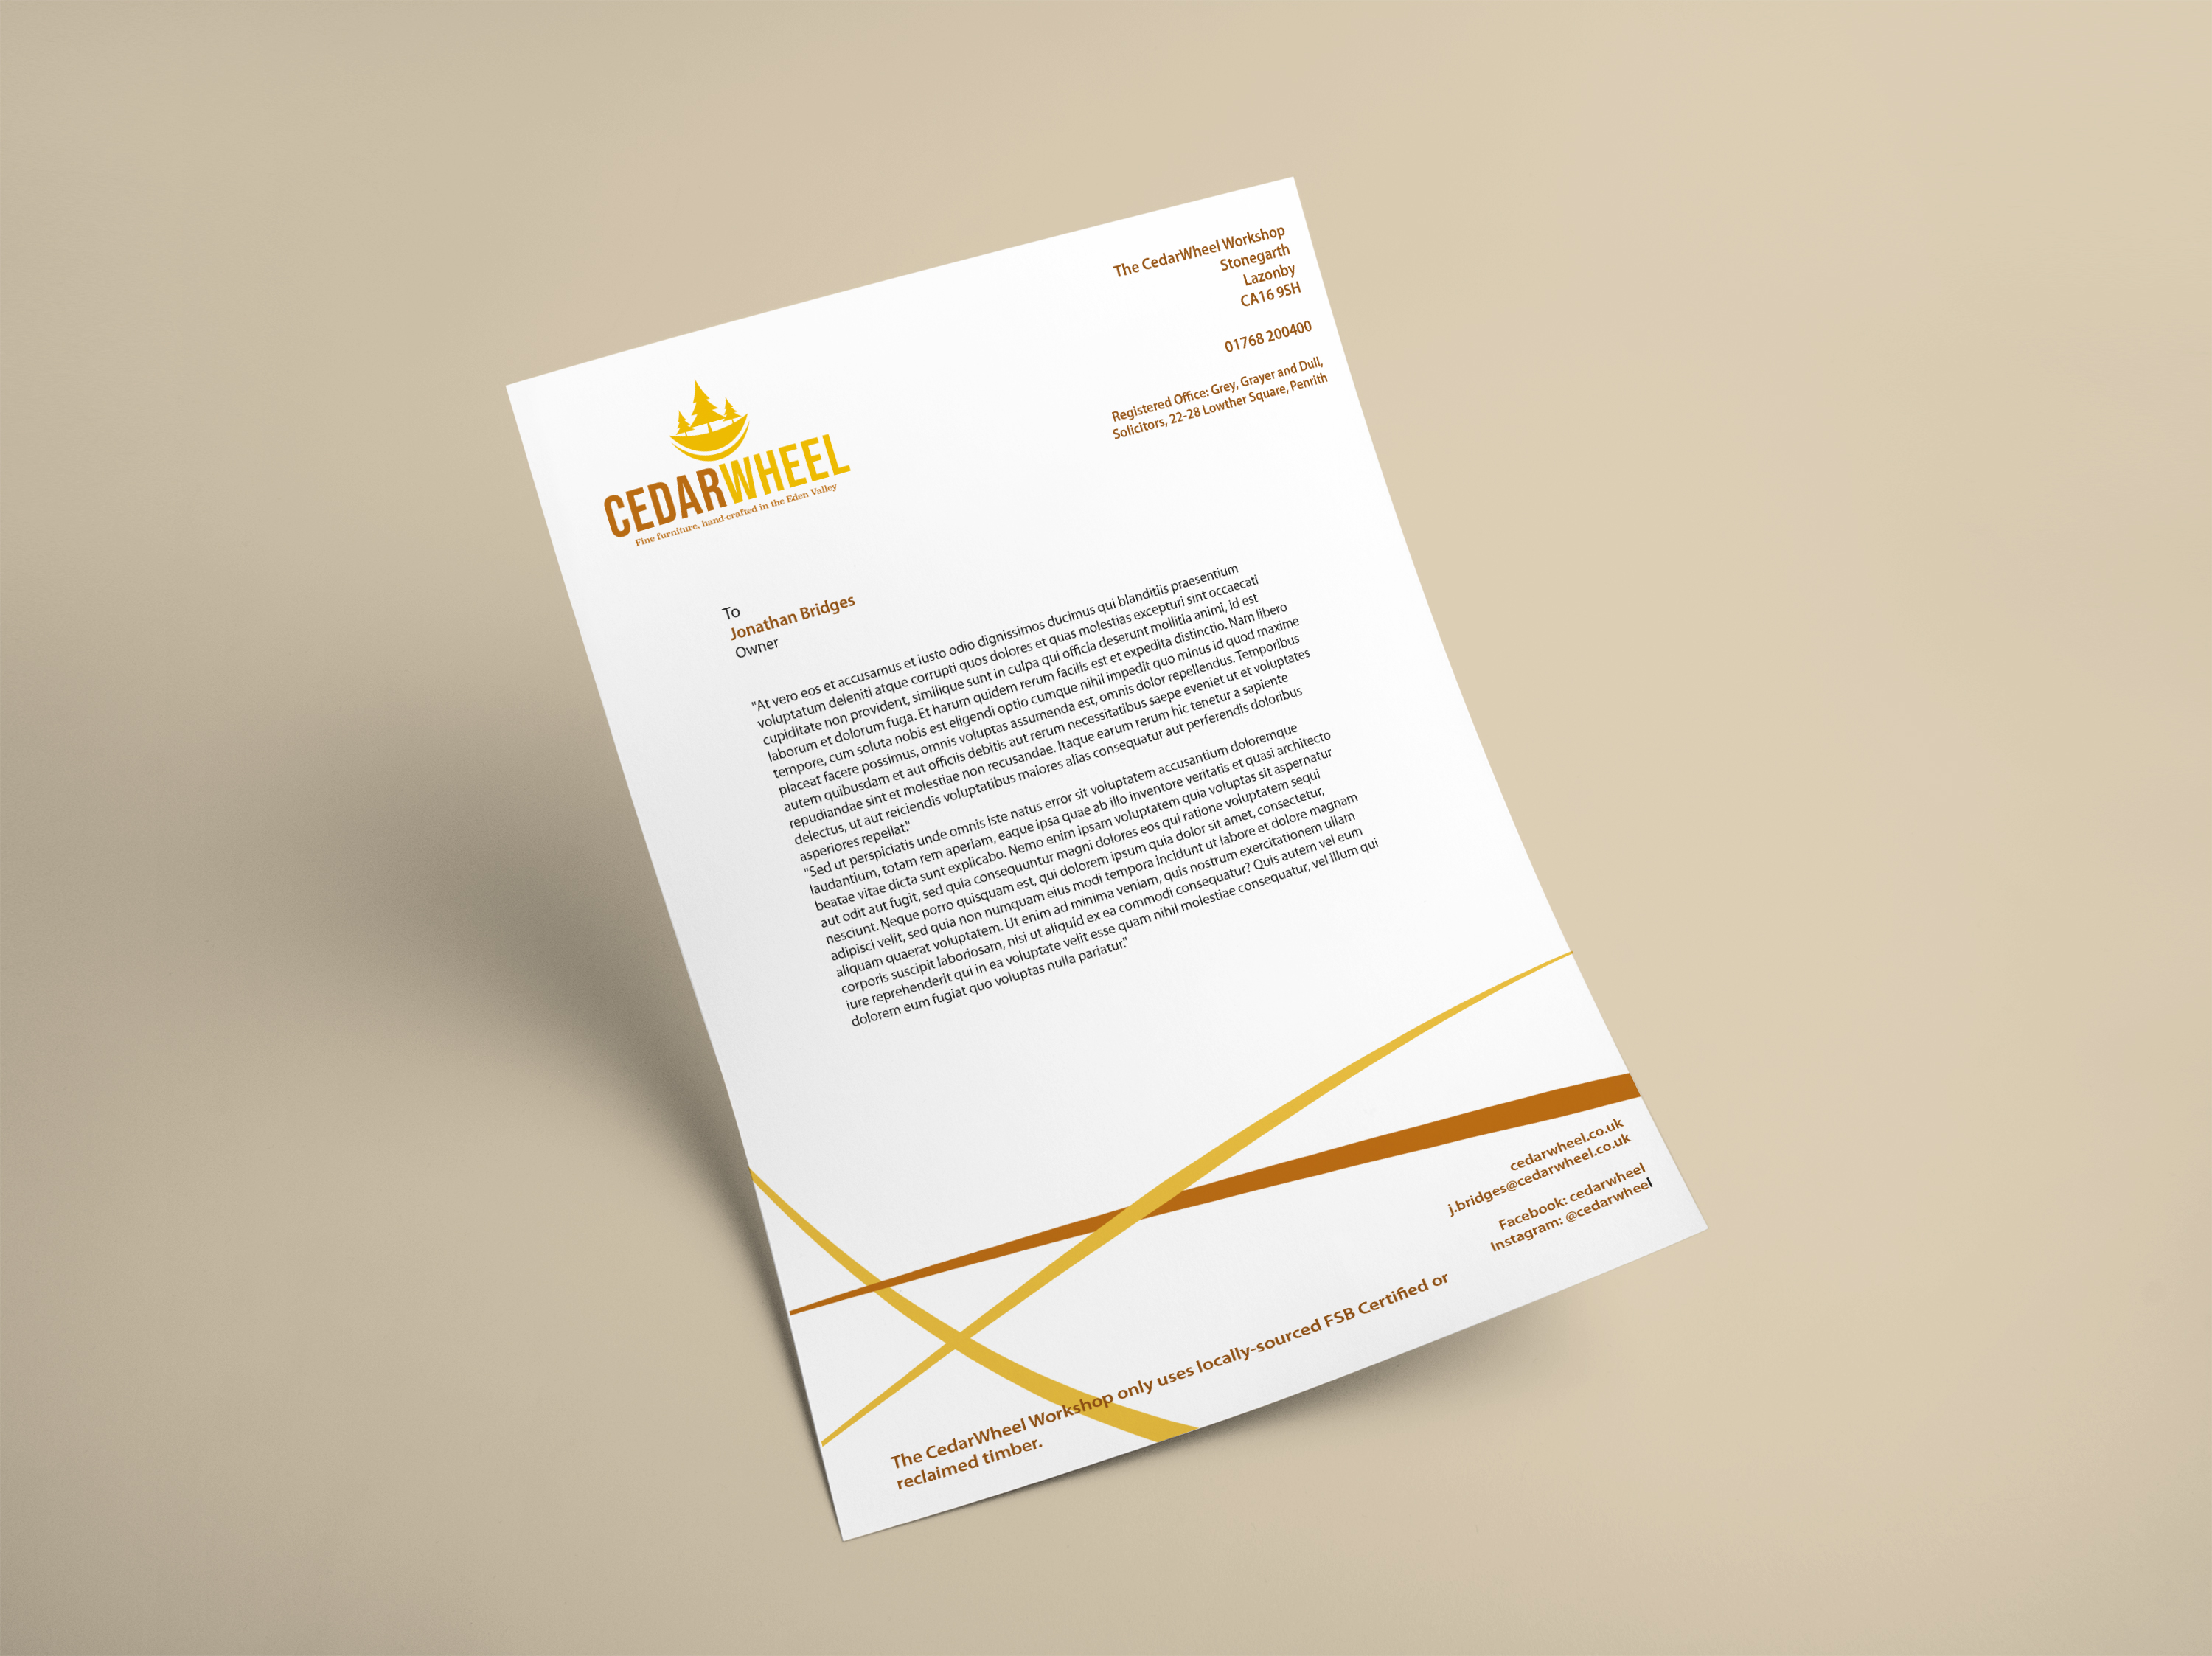 The CedarWheel Workshop
Stonegarth
Lazonby
CA16 9SH
01768 200400
Registered Office: Grey, Grayer and Dull,
Solicitors, 22-28 Lowther Square, Penrith
CEDARWHEEL
Fine furniture, hand-crafted in the Eden Valley
To
Jonathan Bridges
Owner
"At vero eos et accusamus et iusto odio dignissimos ducimus qui blanditiis praesentium
voluptatum deleniti atque corrupti quos dolores et quas molestias excepturi sint occaecati
cupiditate non provident, similique sunt in culpa qui officia deserunt mollitia animi, id est
laborum et dolorum fuga. Et harum quidem rerum facilis est et expedita distinctio. Nam libero
tempore, cum soluta nobis est eligendi optio cumque nihil impedit quo minus id quod maxime
placeat facere possimus, omnis voluptas assumenda est, omnis dolor repellendus. Temporibus
autem quibusdam et aut officiis debitis aut rerum necessitatibus saepe eveniet ut et voluptates
repudiandae sint et molestiae non recusandae. Itaque earum rerum hic tenetur a sapiente
delectus, ut aut reiciendis voluptatibus maiores alias consequatur aut perferendis doloribus
asperiores repellat."
"Sed ut perspiciatis unde omnis iste natus error sit voluptatem accusantium doloremque
laudantium, totam rem aperiam, eaque ipsa quae ab illo inventore veritatis et quasi architecto
beatae vitae dicta sunt explicabo. Nemo enim ipsam voluptatem quia voluptas sit aspernatur
aut odit aut fugit, sed quia consequuntur magni dolores eos qui ratione voluptatem sequi
nesciunt. Neque porro quisquam est, qui dolorem ipsum quia dolor sit amet, consectetur,
adipisci velit, sed quia non numquam eius modi tempora incidunt ut labore et dolore magnam
aliquam quaerat voluptatem. Ut enim ad minima veniam, quis nostrum exercitationem ullam
corporis suscipit laboriosam, nisi ut aliquid ex ea commodi consequatur? Quis autem vel eum
iure reprehenderit qui in ea voluptate velit esse quam nihil molestiae consequatur, vel illum qui
dolorem eum fugiat quo voluptas nulla pariatur."
cedarwheel.co.uk
j.bridges@cedarwheel.co.uk
Facebook: cedarwheel
Instagram: @cedarwheel
The CedarWheel Workshop only uses locally-sourced FSB Certified or
reclaimed timber.